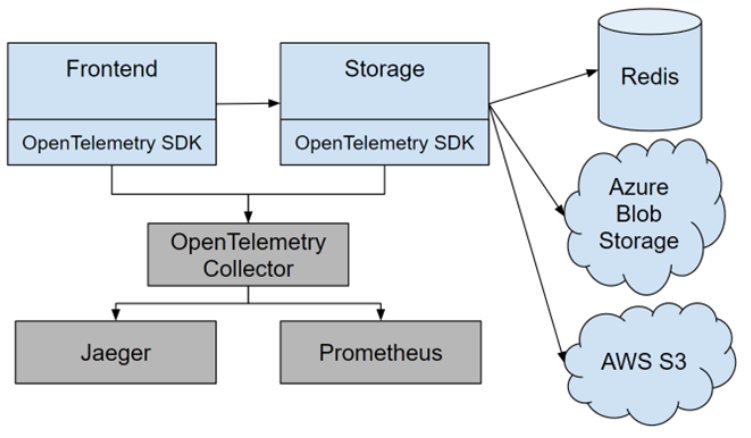 Frontend
OpenTelemetry SDK
Storage
OpenTelemetry SDK
Redis
Azure
Blob
Storage
AWS S3
OpenTelemetry
Collector
Jaeger
Prometheus